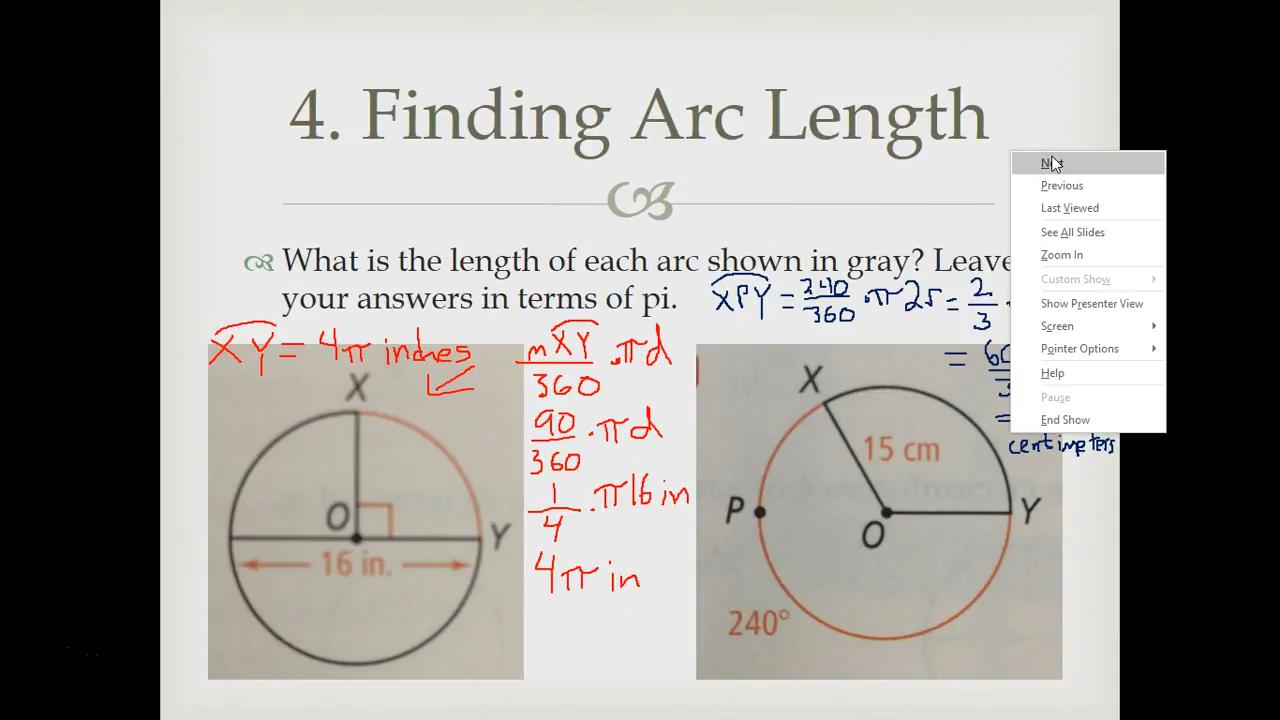 4. Finding Arc Length
What is the length of each arc shown in gray? Leave
your answers in terms of pi.
XPY = 240/360 · π 2r = 2/3
= 60
=
centimeters
XY = 4π inches
mXY/360 · πd
90/360 · πd
1/4 · π16 in
4π in
X
O
Y
16 in.
X
15 cm
P
O
Y
240°
Previous
Last Viewed
See All Slides
Zoom In
Custom Show
Show Presenter View
Screen
Pointer Options
Help
Pause
End Show